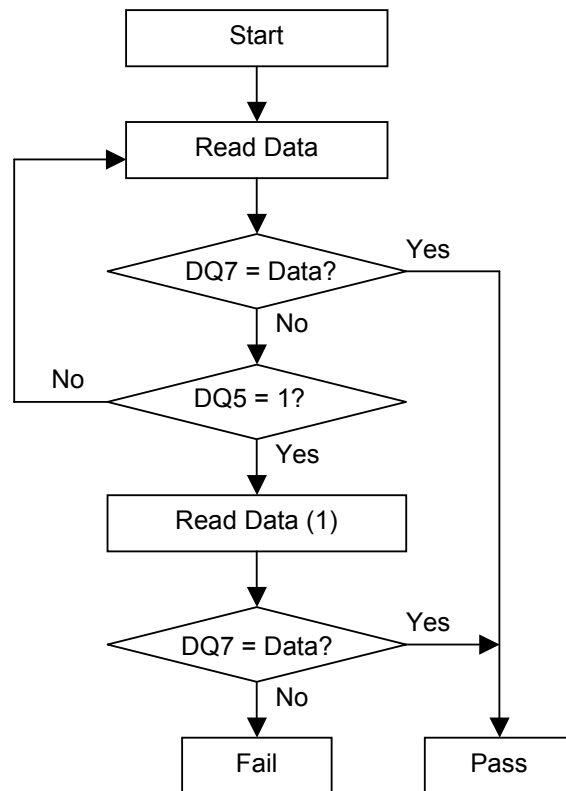 Start
Read Data
DQ7 = Data?
Yes
No
No
DQ5 = 1?
Yes
Read Data (1)
DQ7 = Data?
Yes
No
Fail
Pass